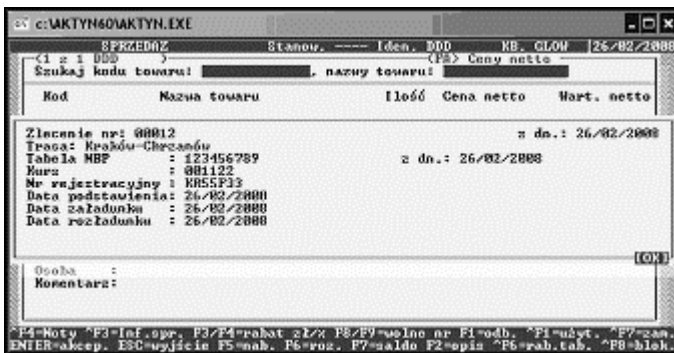 c:\AKTYN60\AKTYN.EXE
SPRZEDAŻ Stanow. ---- Iden. DDD KB. GLOW 26/02/2008
(1 z 1 DDD ) (PA) Ceny netto
Szukaj kodu towaru: , nazwy towaru:
Kod Nazwa towaru Ilość Cena netto Wart. netto
Zlecenie nr: 00012 z dn.: 26/02/2008
Trasa: Kraków-Chrzanów
Tabela NBP : 123456789 z dn.: 26/02/2008
Kurs : 001122
Nr rejestracyjny : KR55P33
Data podstawienia: 26/02/2008
Data załadunku : 26/02/2008
Data rozładunku : 26/02/2008
[OK]
Osoba :
Komentarz:
^F4=Noty ^F3=Inf.spr. F3/F4=rabat zł/x F8/F9=wolne nr F1=odb. ^F1=użyt. ^F7=zam.
ENTER=akcep. ESC=wyjście F5=nab. F6=roz. F7=saldo F2=opis ^F6=rab.tab. ^F8=blok.